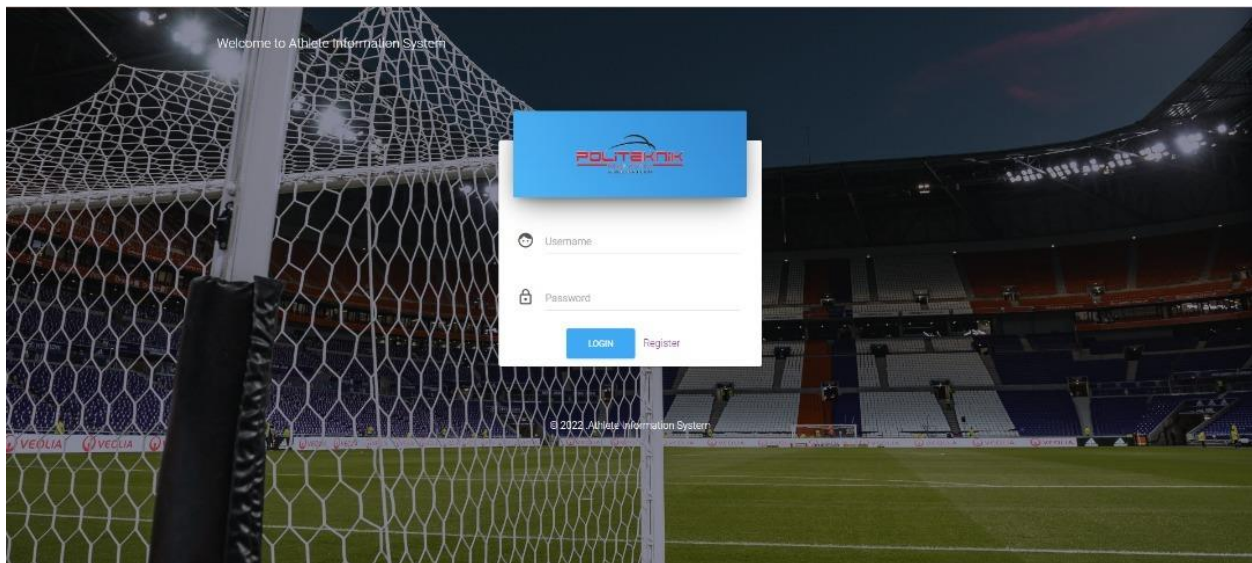 Welcome to Athlete Information System
POLITEKNIK
Username
Password
LOGIN
Register
© 2022, Athlete Information System
VEOLIA VEOLIA